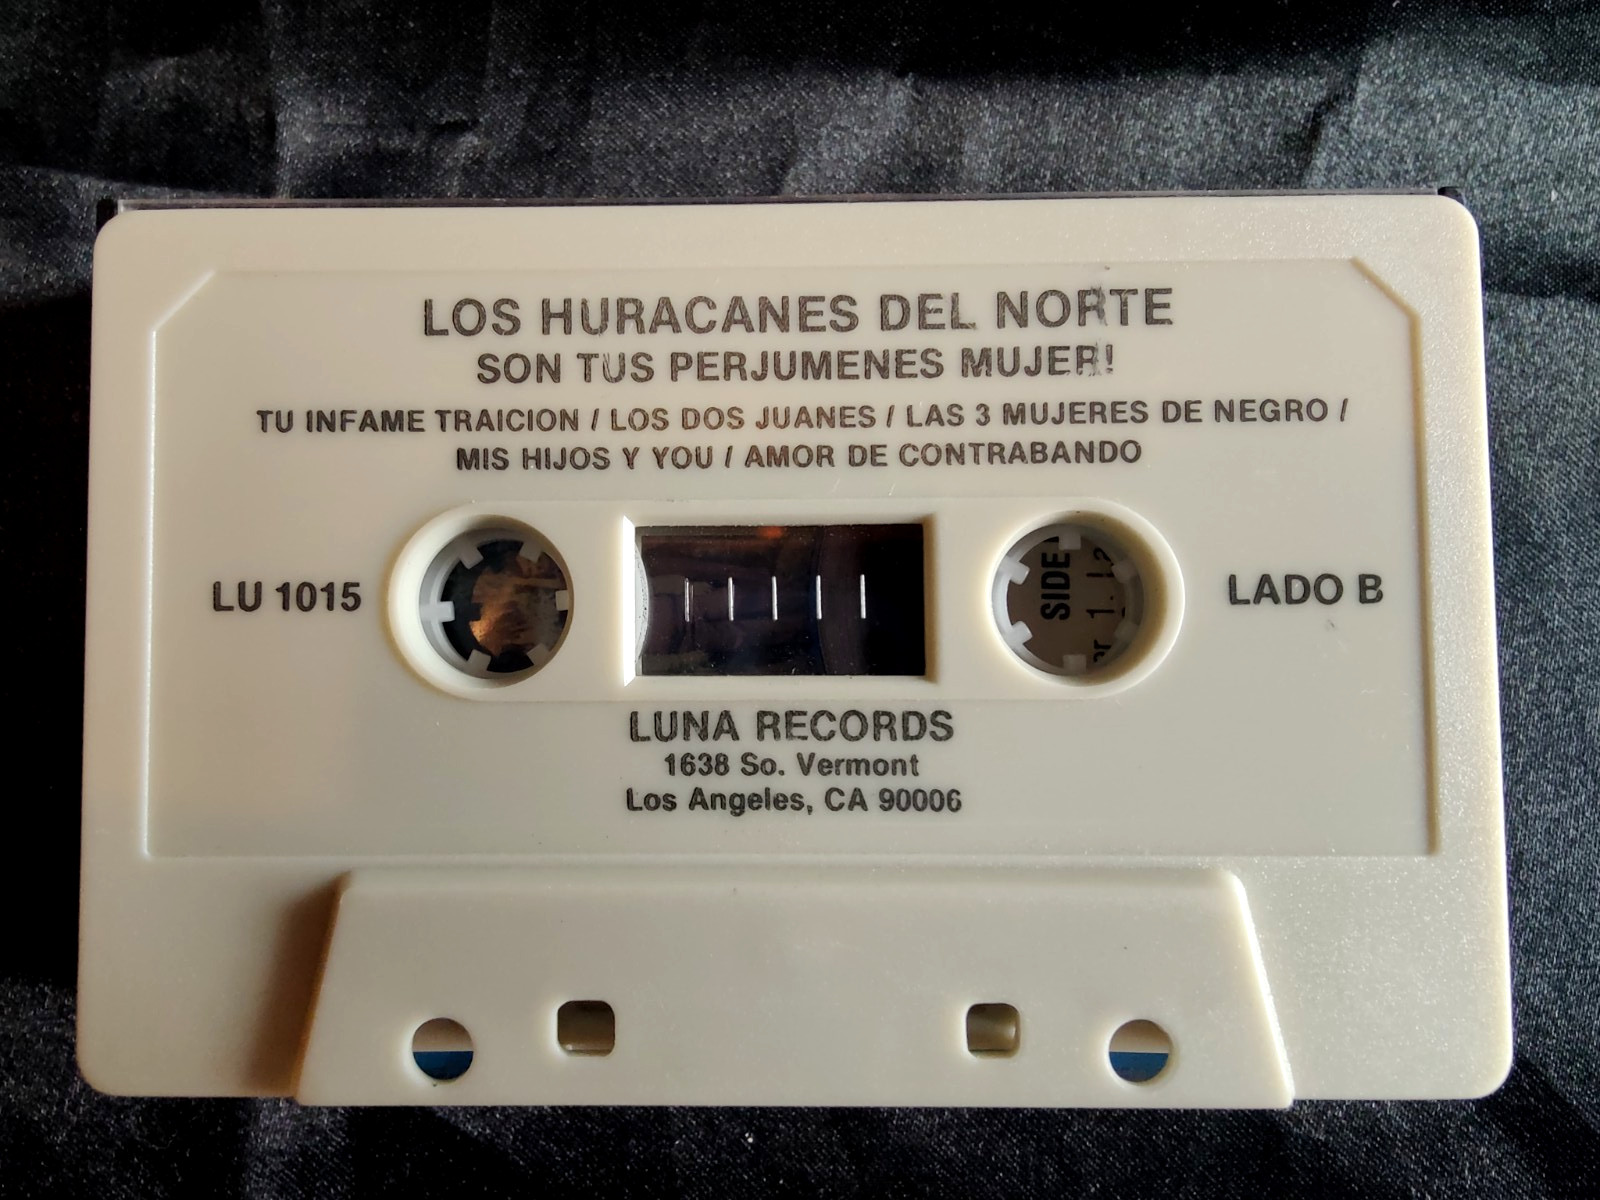 LOS HURACANES DEL NORTE
SON TUS PERJUMENES MUJER!
TU INFAME TRAICION / LOS DOS JUANES / LAS 3 MUJERES DE NEGRO /
MIS HIJOS Y YOU / AMOR DE CONTRABANDO
LU 1015
SIDE
1.
LADO B
LUNA RECORDS
1638 So. Vermont
Los Angeles, CA 90006